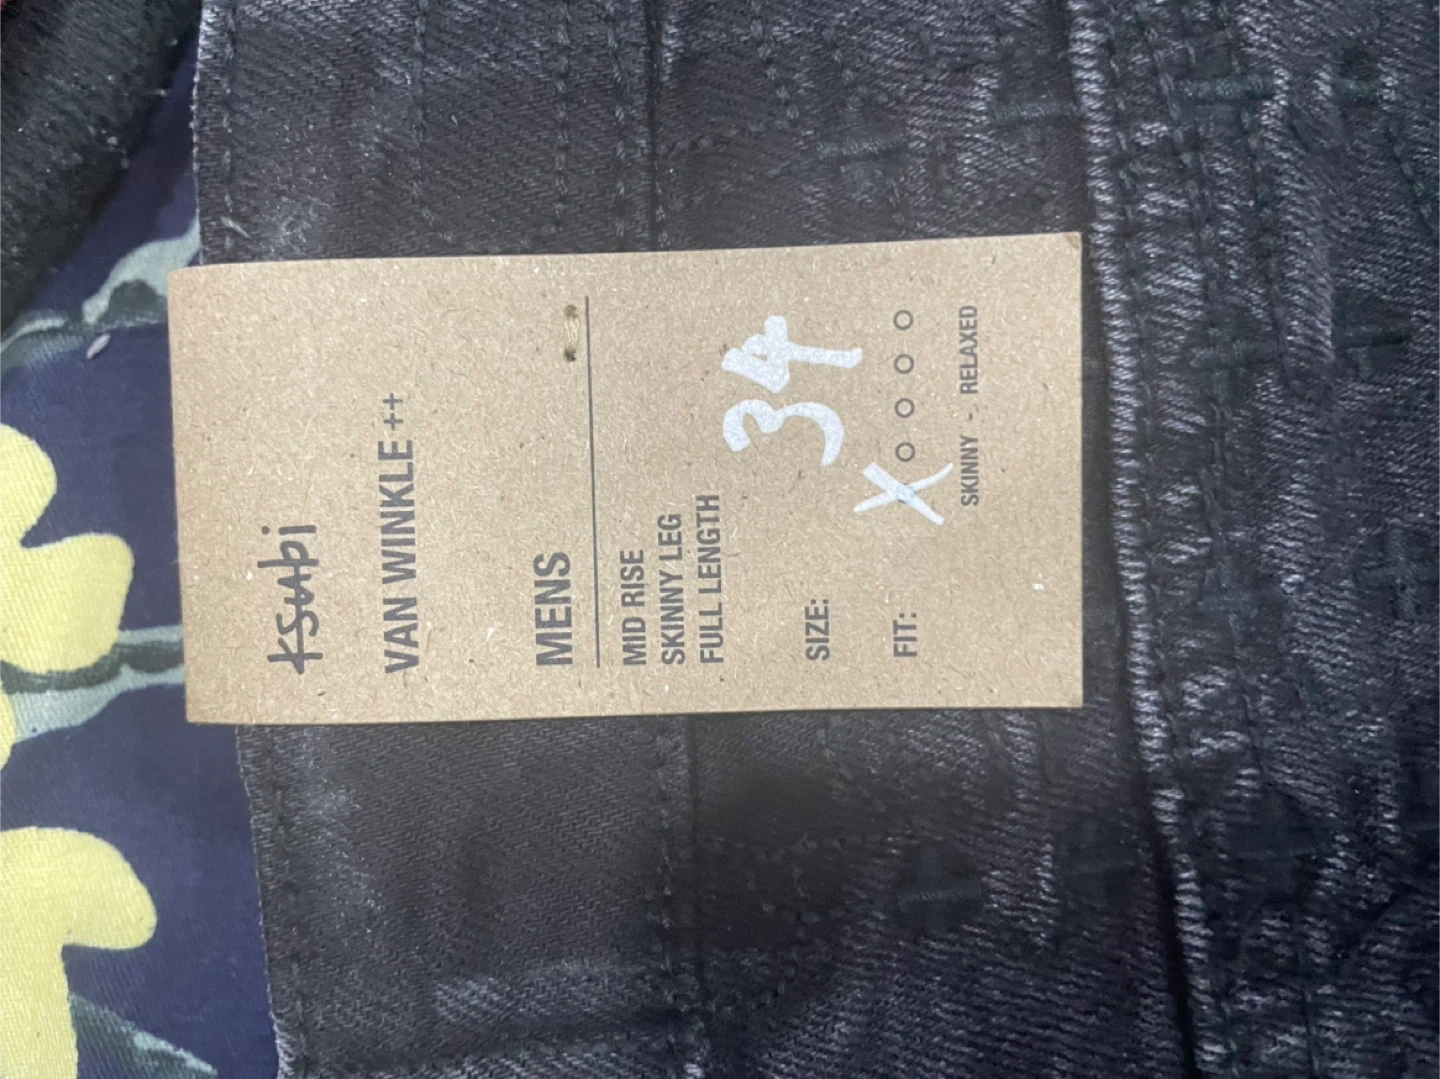 ksubi
VAN WINKLE ++
MENS
MID RISE
SKINNY LEG
FULL LENGTH
SIZE: 34
FIT: X O O O O
SKINNY - RELAXED